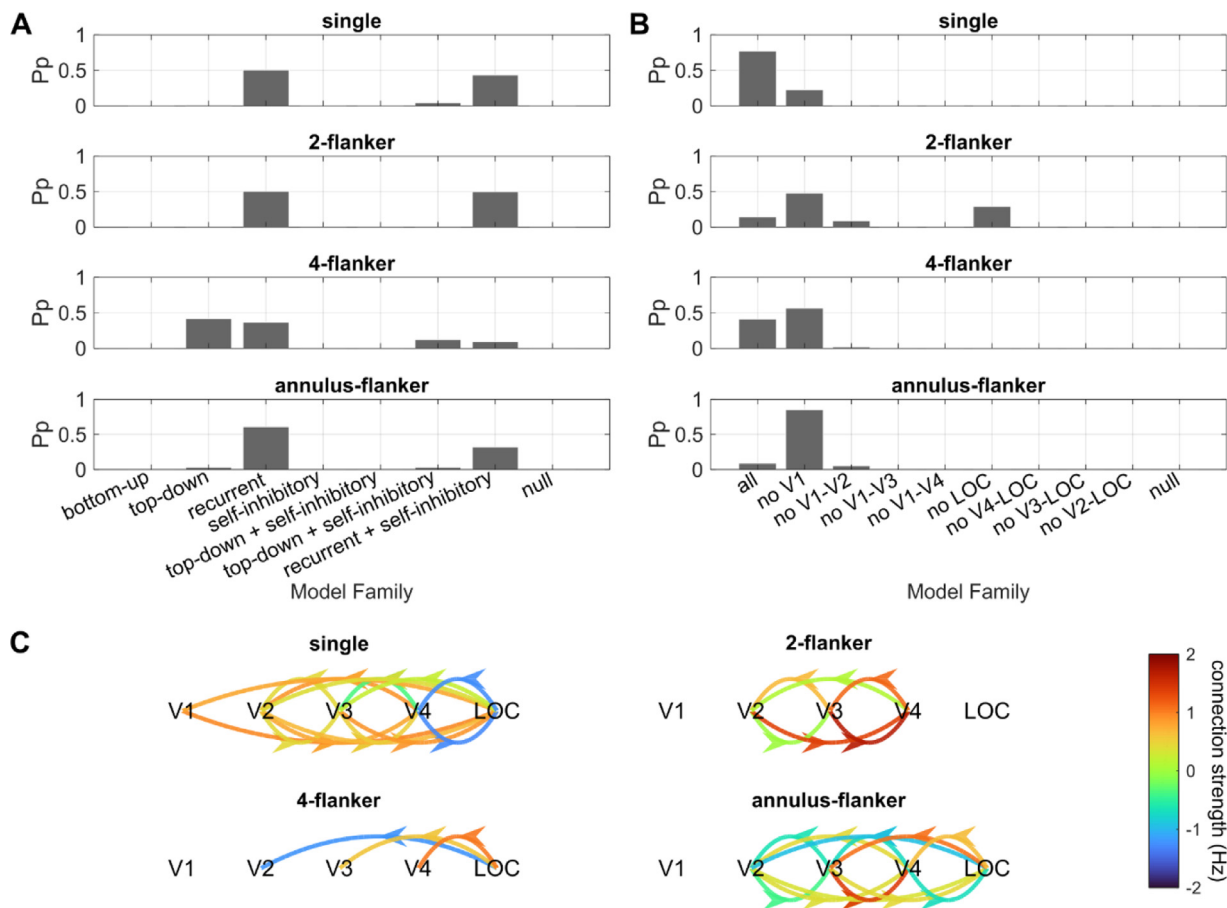 A
single
Pp
1
0.5
0
2-flanker
Pp
1
0.5
0
4-flanker
Pp
1
0.5
0
annulus-flanker
Pp
1
0.5
0
bottom-up
top-down
recurrent
self-inhibitory
top-down + self-inhibitory
top-down + self-inhibitory
recurrent + self-inhibitory
null
Model Family
B
single
Pp
1
0.5
0
2-flanker
Pp
1
0.5
0
4-flanker
Pp
1
0.5
0
annulus-flanker
Pp
1
0.5
0
all
no V1
no V1-V2
no V1-V3
no V1-V4
no LOC
no V4-LOC
no V3-LOC
no V2-LOC
null
Model Family
C
single
V1 V2 V3 V4 LOC
2-flanker
V1 V2 V3 V4 LOC
4-flanker
V1 V2 V3 V4 LOC
annulus-flanker
V1 V2 V3 V4 LOC
2
1
0
-1
-2
connection strength (Hz)